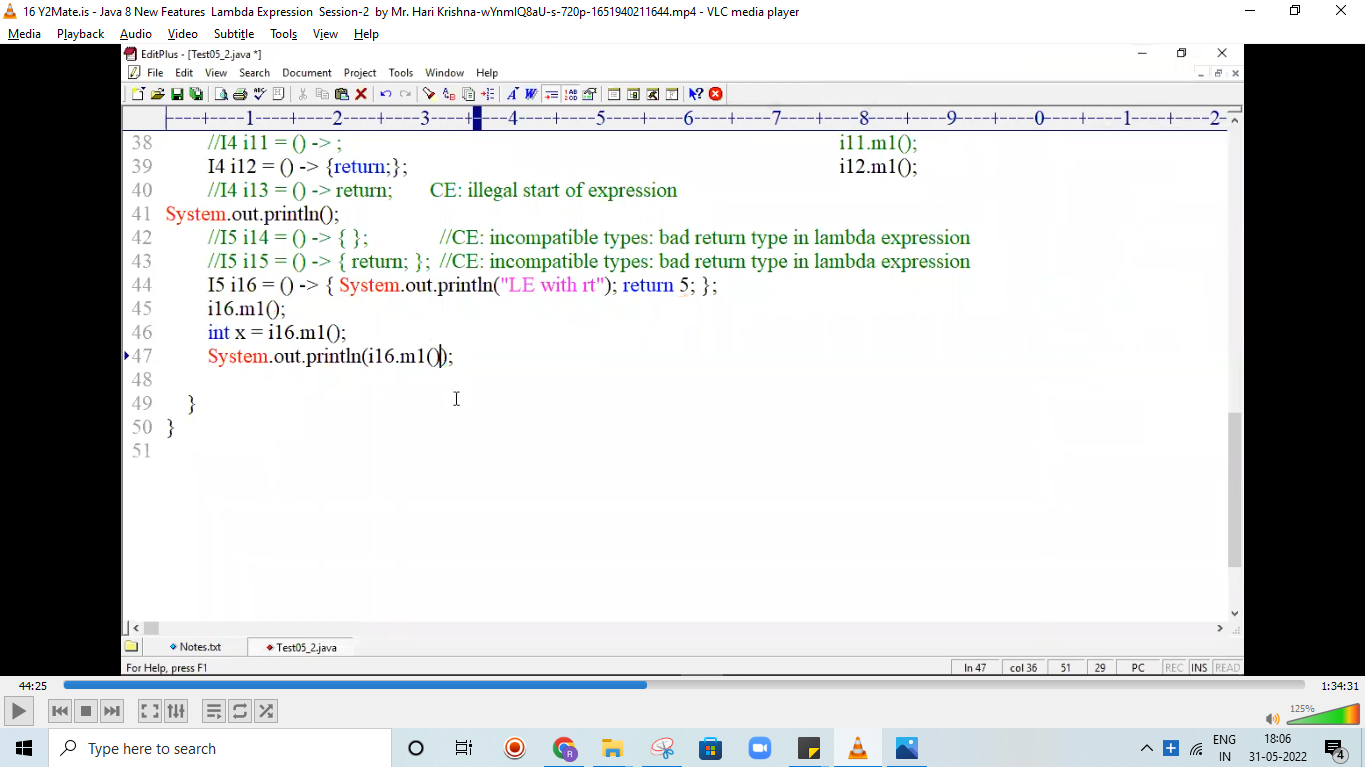 16 Y2Mate.is - Java 8 New Features Lambda Expression Session-2 by Mr. Hari Krishna-wYnmIQ8aU-s-720p-1651940211644.mp4 - VLC media player
Media Playback Audio Video Subtitle Tools View Help
EditPlus - [Test05_2.java *]
File Edit View Search Document Project Tools Window Help
----+----1----+----2----+----3----+----4----+----5----+----6----+----7----+----8----+----9----+----0----+----1----+----2-
38 //I4 i11 = () -> ; i11.m1();
39 I4 i12 = () -> {return;}; i12.m1();
40 //I4 i13 = () -> return; CE: illegal start of expression
41 System.out.println();
42 //I5 i14 = () -> { }; //CE: incompatible types: bad return type in lambda expression
43 //I5 i15 = () -> { return; }; //CE: incompatible types: bad return type in lambda expression
44 I5 i16 = () -> { System.out.println("LE with rt"); return 5; };
45 i16.m1();
46 int x = i16.m1();
47 System.out.println(i16.m1());
48
49 }
50 }
51
Notes.txt Test05_2.java
For Help, press F1 ln 47 col 36 51 29 PC REC INS READ
44:25 1:34:31
125%
Type here to search ENG 18:06
IN 31-05-2022 4